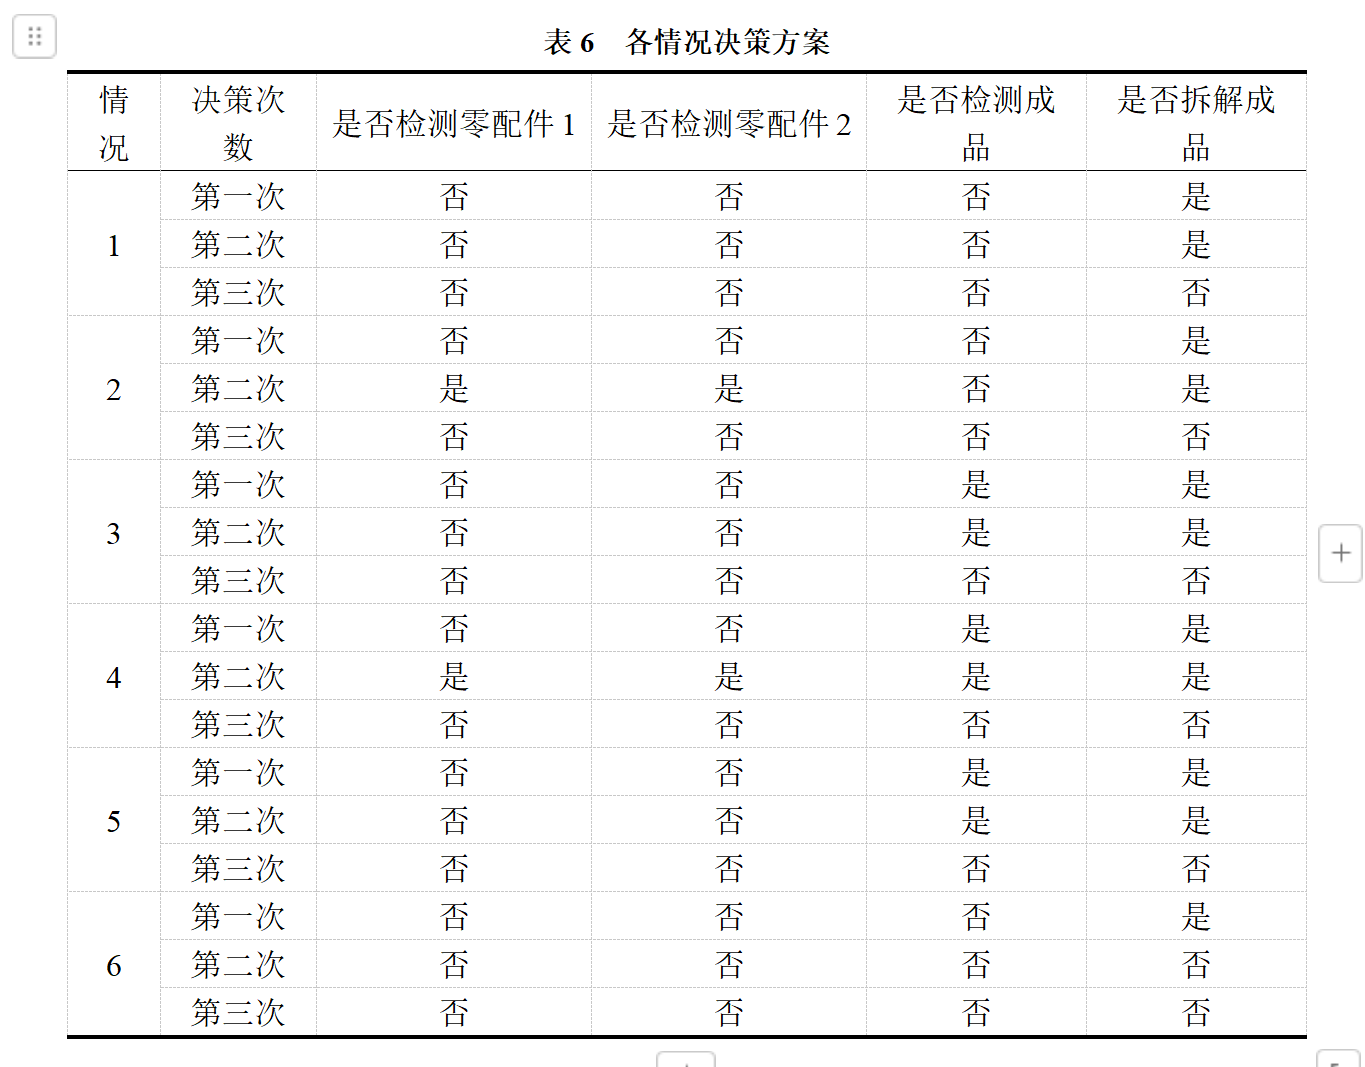 表 6 各情况决策方案
情况 决策次数 是否检测零配件 1 是否检测零配件 2 是否检测成品 是否拆解成品
1 第一次 否 否 否 是
第二次 否 否 否 是
第三次 否 否 否 否
2 第一次 否 否 否 是
第二次 是 是 否 是
第三次 否 否 否 否
3 第一次 否 否 是 是
第二次 否 否 是 是
第三次 否 否 否 否
4 第一次 否 否 是 是
第二次 是 是 是 是
第三次 否 否 否 否
5 第一次 否 否 是 是
第二次 否 否 是 是
第三次 否 否 否 否
6 第一次 否 否 否 是
第二次 否 否 否 否
第三次 否 否 否 否